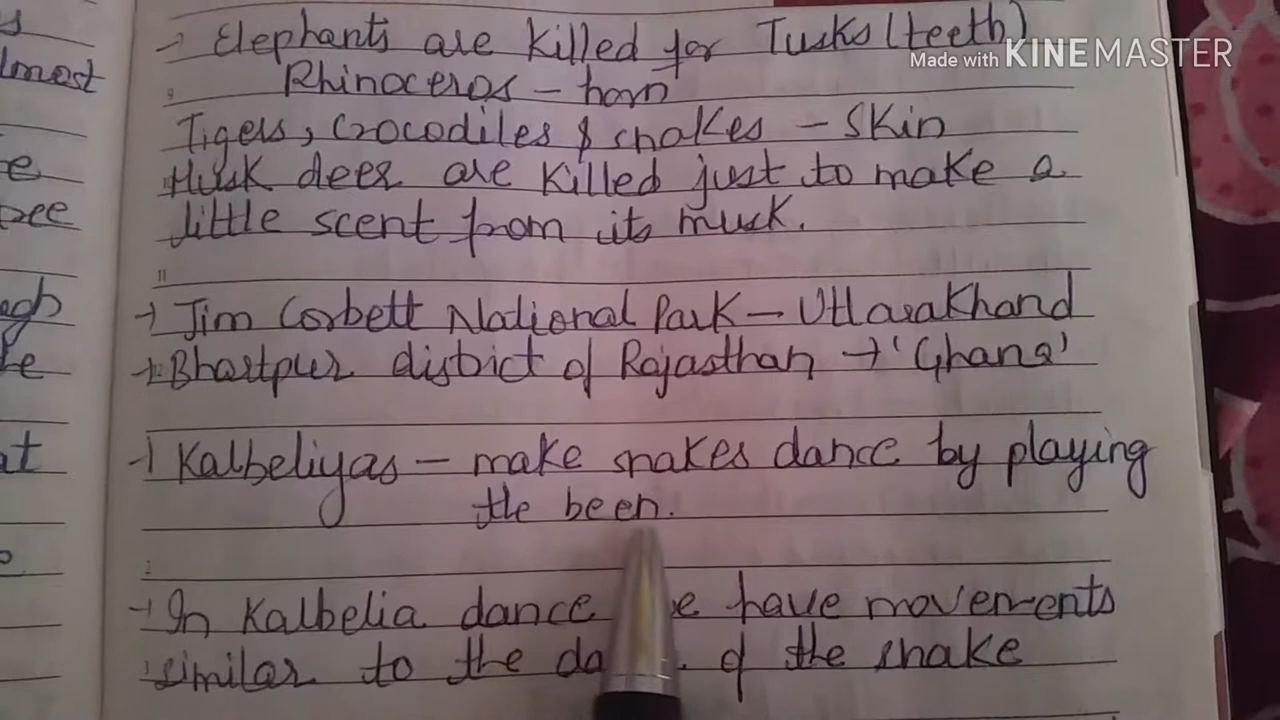 → Elephants are killed for Tusks (teeth)
Made with KINEMASTER
Rhinoceros – horn
Tigers, Crocodiles & snakes – Skin
Musk deer are killed just to make a
little scent from its musk.
→ Jim Corbett National Park – Uttarakhand
→ Bhartpur district of Rajasthan → 'Ghana'
→ Kalbeliyas – make snakes dance by playing
the been.
→ In Kalbelia dance have movements
similar to the of the snake